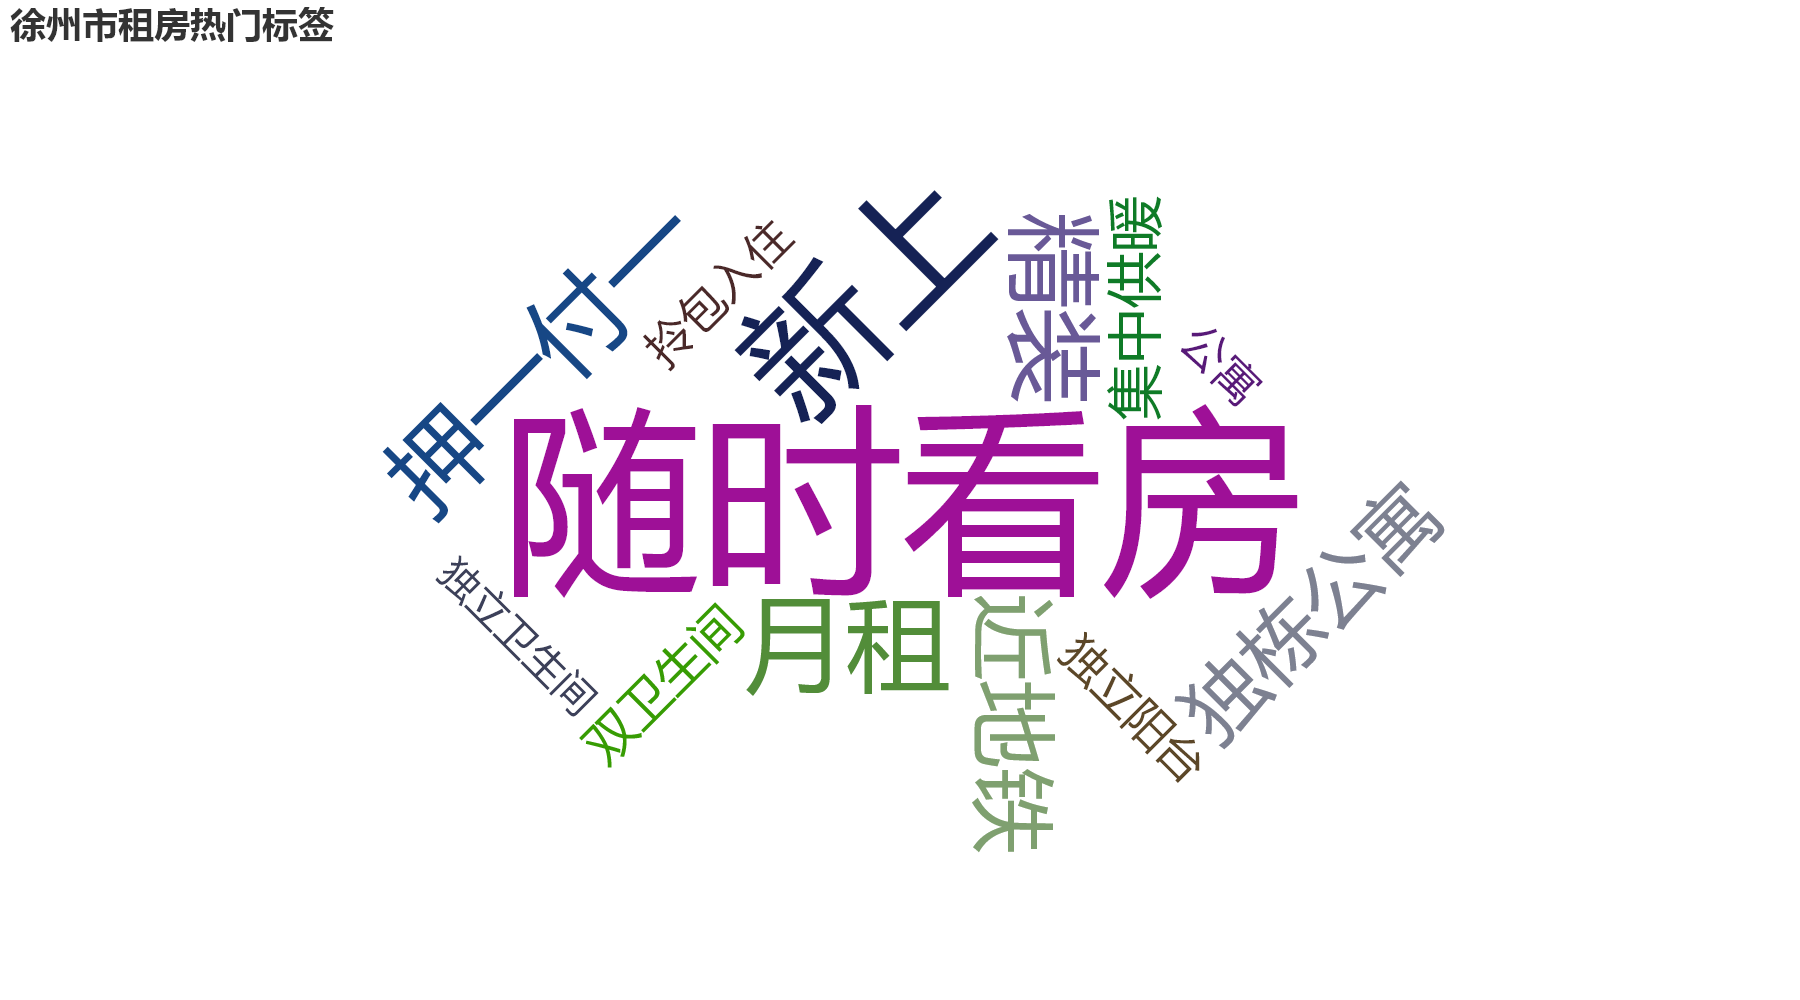 徐州市租房热门标签
押一付一
拎包入住
新上
精装
集中供暖
公寓
随时看房
独立卫生间
双卫生间
月租
近地铁
独立阳台
独栋公寓